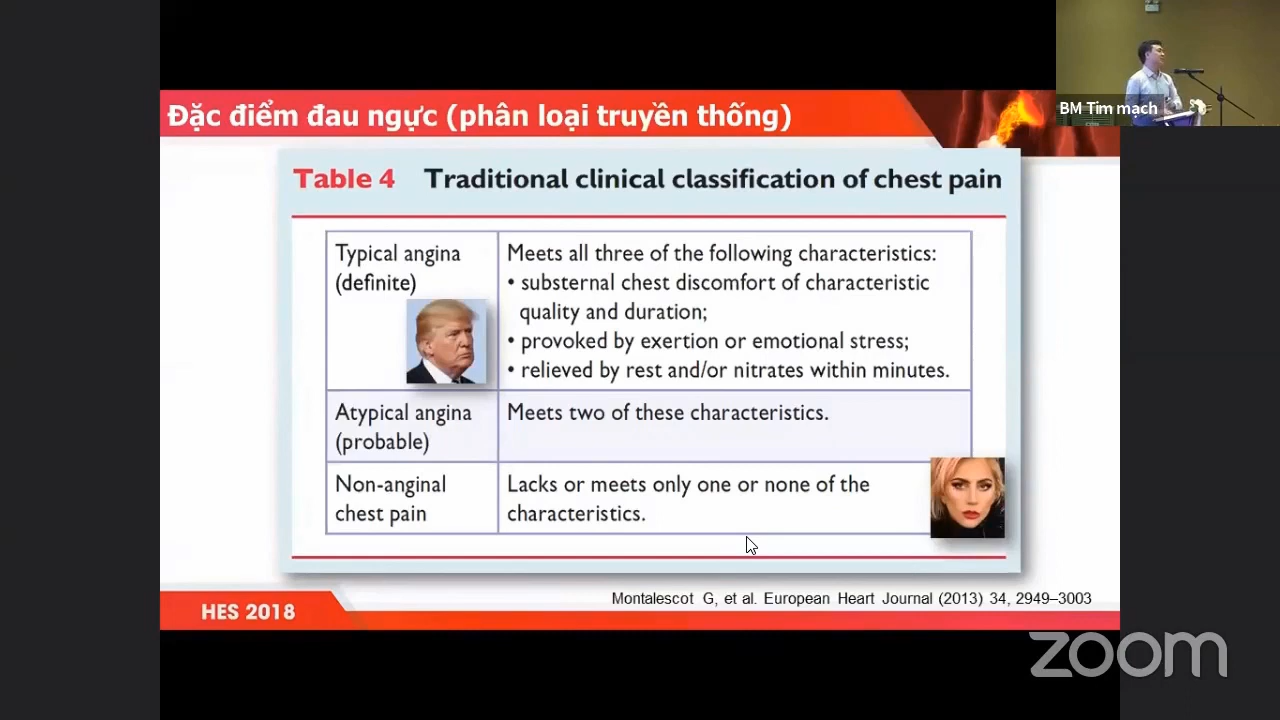 BM Tim mach
Đặc điểm đau ngực (phân loại truyền thống)
Table 4 Traditional clinical classification of chest pain
Typical angina
(definite)
Meets all three of the following characteristics:
• substernal chest discomfort of characteristic
quality and duration;
• provoked by exertion or emotional stress;
• relieved by rest and/or nitrates within minutes.
Atypical angina
(probable)
Meets two of these characteristics.
Non-anginal
chest pain
Lacks or meets only one or none of the
characteristics.
Montalescot G, et al. European Heart Journal (2013) 34, 2949–3003
HES 2018
zoom